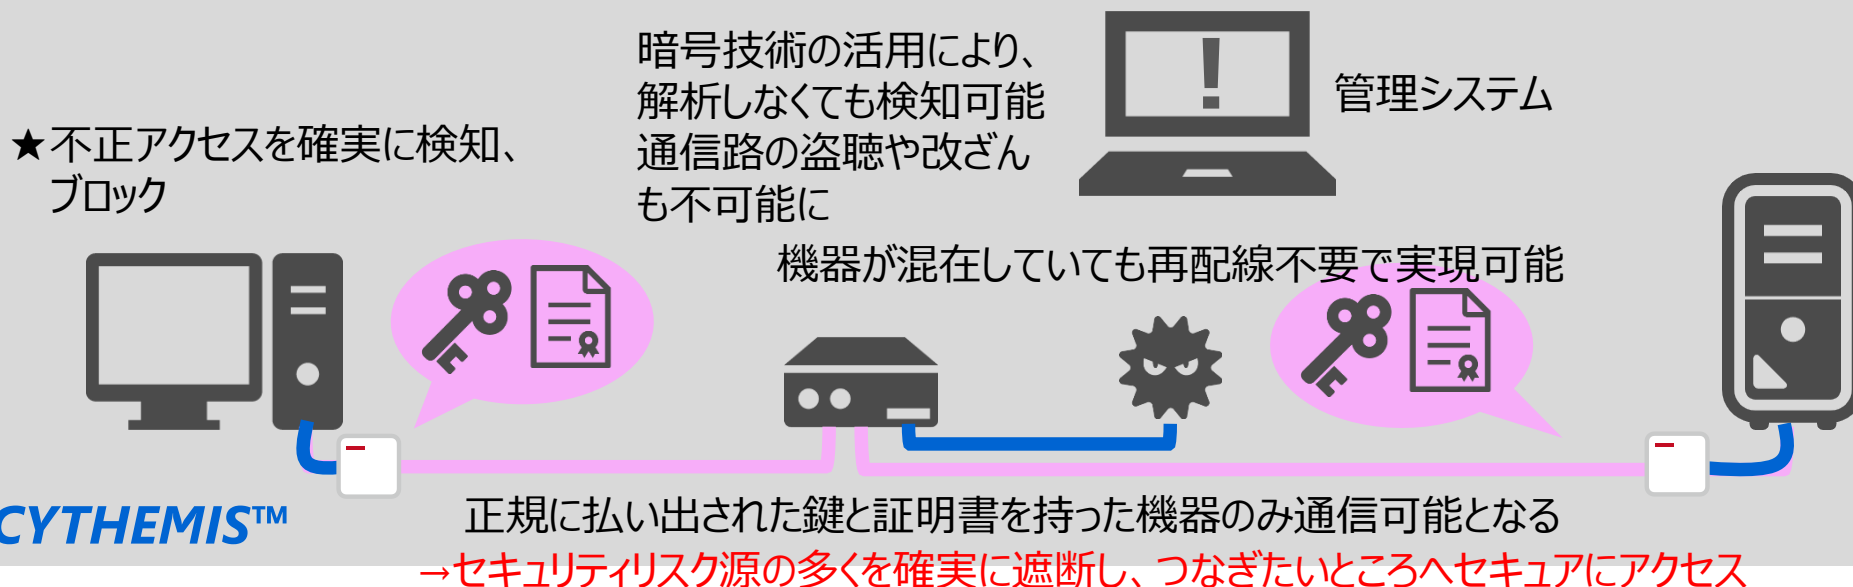 暗号技術の活用により、
解析しなくても検知可能
通信路の盗聴や改ざん
も不可能に
管理システム
★不正アクセスを確実に検知、
ブロック
機器が混在していても再配線不要で実現可能
正規に払い出された鍵と証明書を持った機器のみ通信可能となる
CYTHEMIS™
→セキュリティリスク源の多くを確実に遮断し、つなぎたいところへセキュアにアクセス